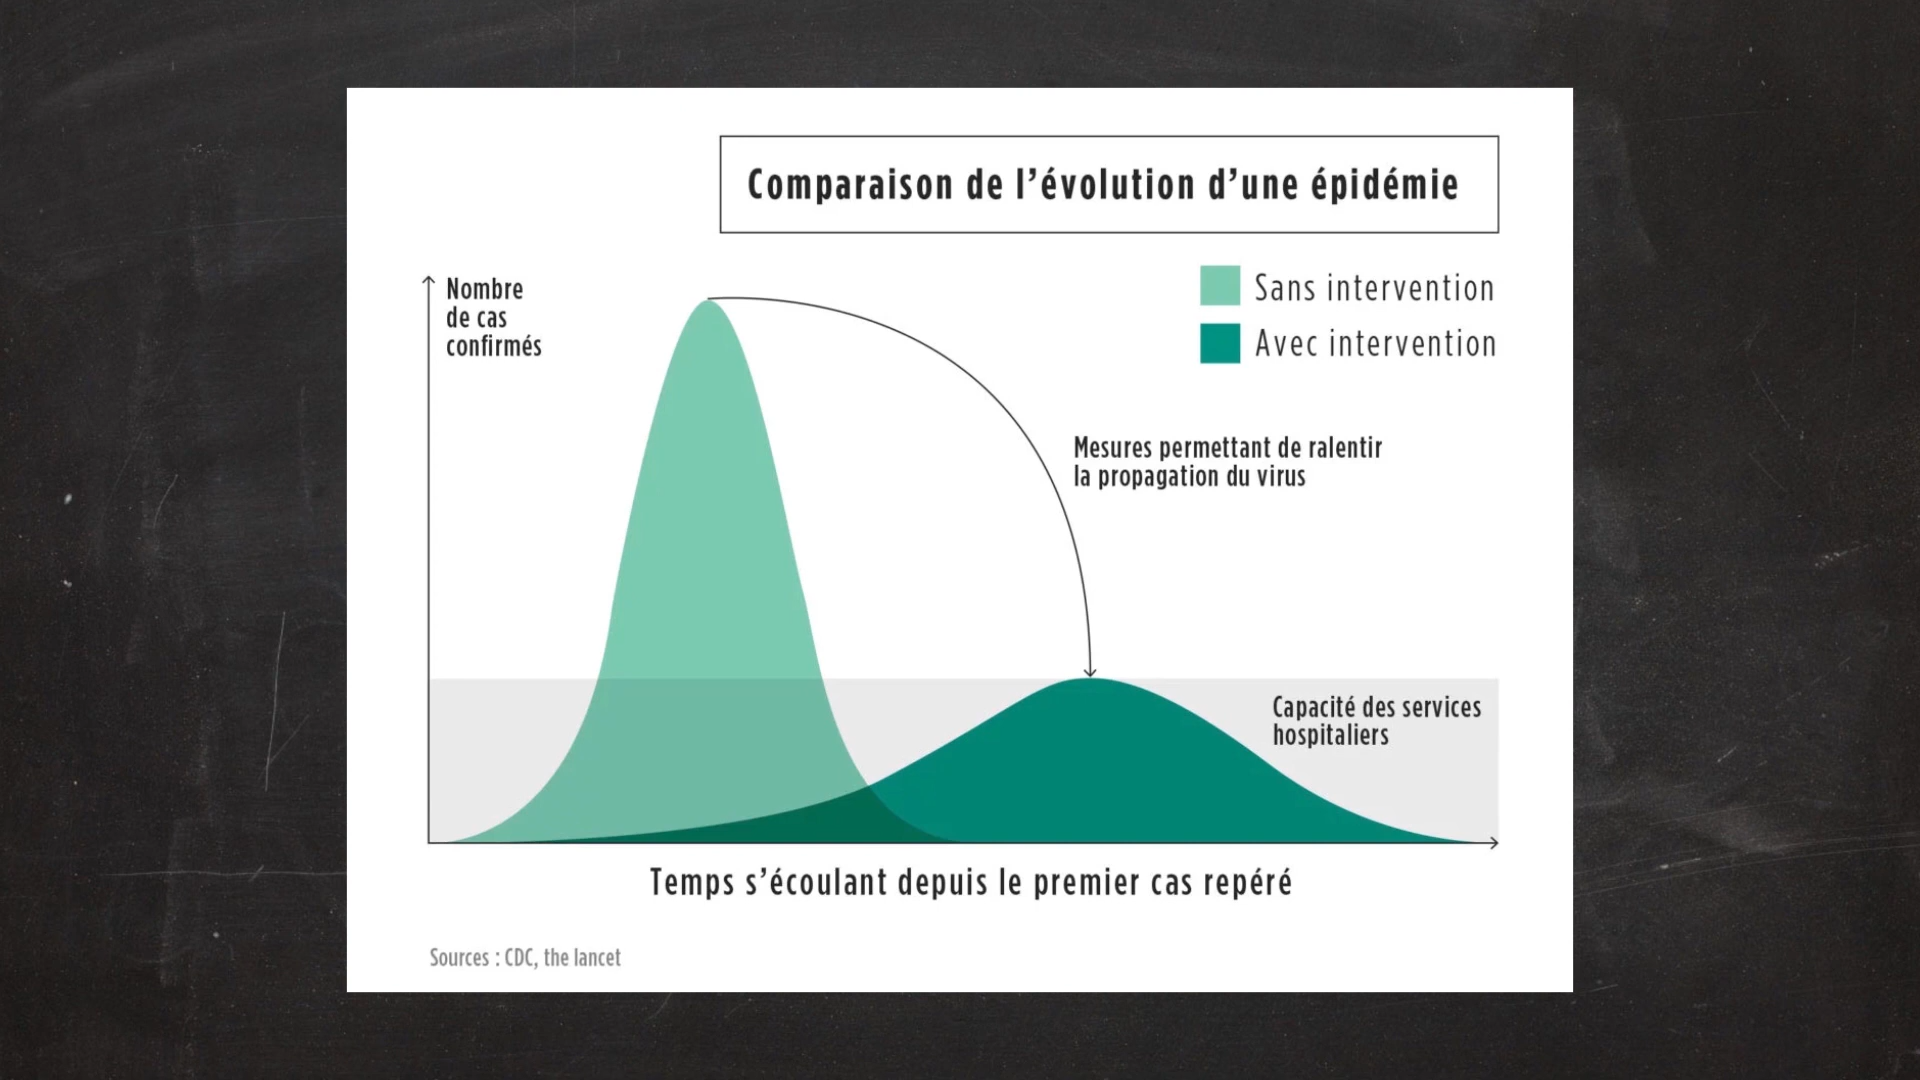 Comparaison de l’évolution d’une épidémie
Nombre
de cas
confirmés
Sans intervention
Avec intervention
Mesures permettant de ralentir
la propagation du virus
Capacité des services
hospitaliers
Temps s’écoulant depuis le premier cas repéré
Sources : CDC, the lancet